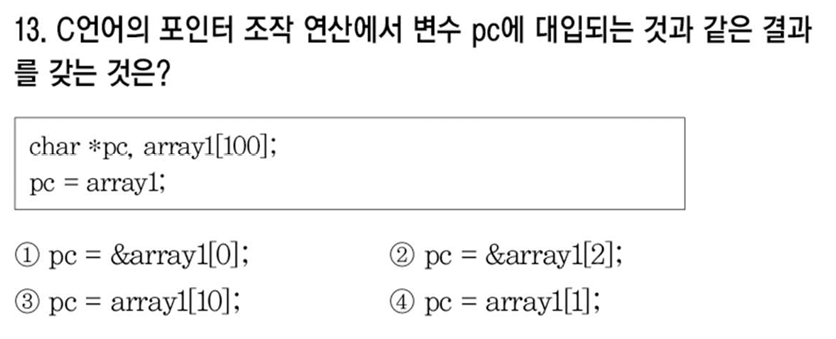 13. C언어의 포인터 조작 연산에서 변수 pc에 대입되는 것과 같은 결과
를 갖는 것은?
char *pc, array1[100];
pc = array1;
① pc = &array1[0]; ② pc = &array1[2];
③ pc = array1[10]; ④ pc = array1[1];